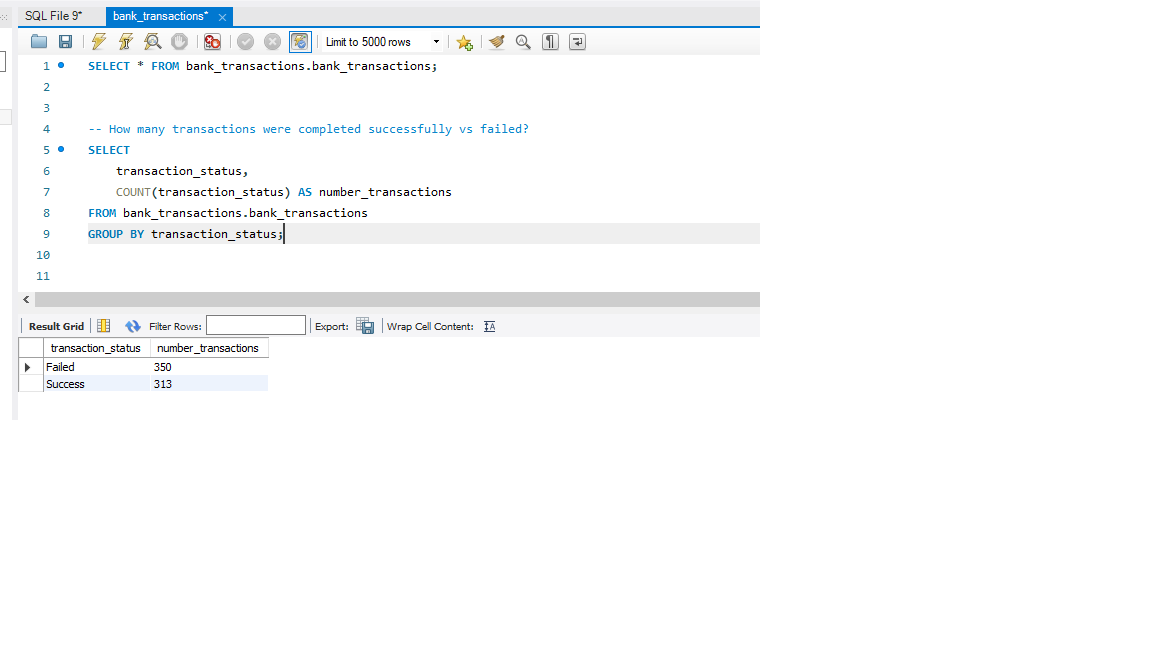 SQL File 9* bank_transactions*
Limit to 5000 rows
1 SELECT * FROM bank_transactions.bank_transactions;
2
3
4 -- How many transactions were completed successfully vs failed?
5 SELECT
6 transaction_status,
7 COUNT(transaction_status) AS number_transactions
8 FROM bank_transactions.bank_transactions
9 GROUP BY transaction_status;
10
11
Result Grid Filter Rows: Export: Wrap Cell Content:
transaction_status number_transactions
Failed 350
Success 313